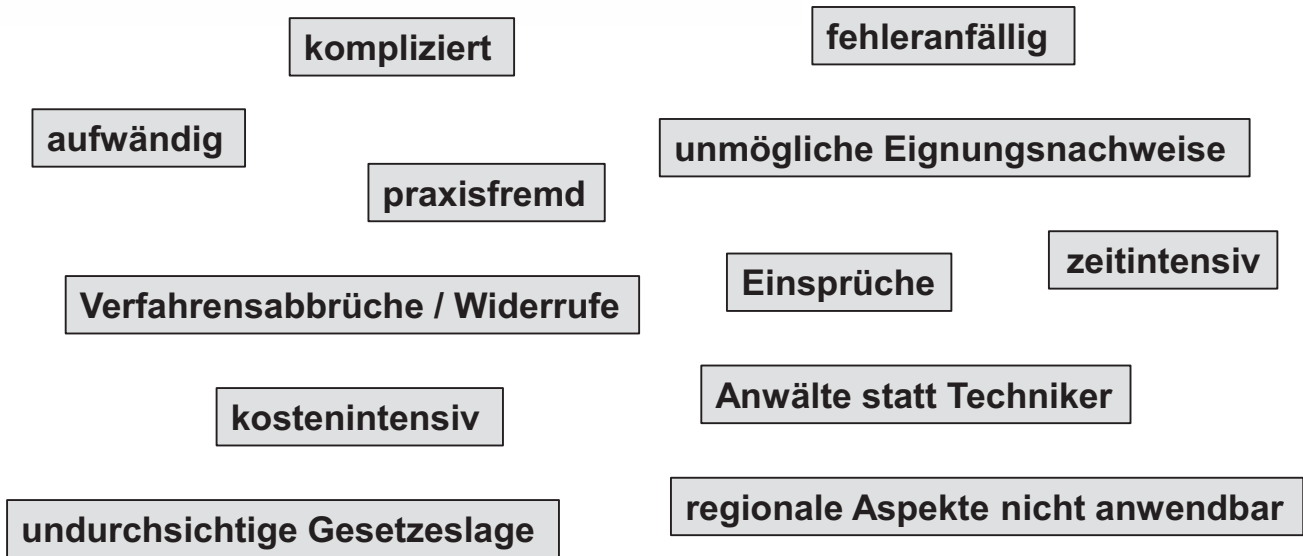 kompliziert
fehleranfällig
aufwändig
unmögliche Eignungsnachweise
praxisfremd
zeitintensiv
Einsprüche
Verfahrensabbrüche / Widerrufe
Anwälte statt Techniker
kostenintensiv
regionale Aspekte nicht anwendbar
undurchsichtige Gesetzeslage